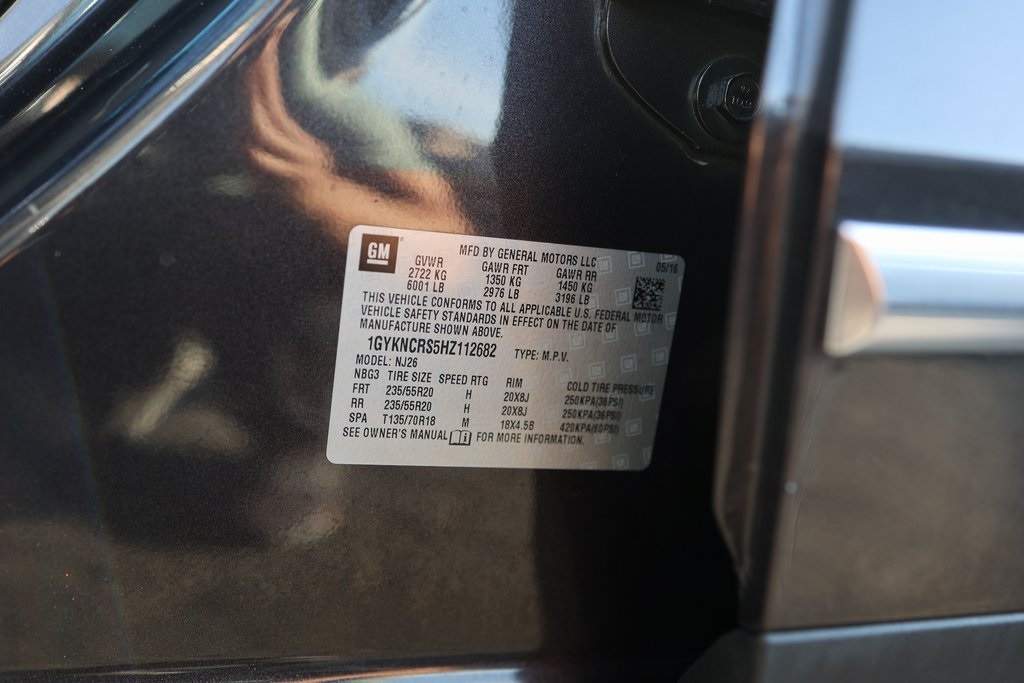 GM
MFD BY GENERAL MOTORS LLC
05/16
GVWR GAWR FRT GAWR RR
2722 KG 1350 KG 1450 KG
6001 LB 2976 LB 3196 LB
THIS VEHICLE CONFORMS TO ALL APPLICABLE U.S. FEDERAL MOTOR
VEHICLE SAFETY STANDARDS IN EFFECT ON THE DATE OF
MANUFACTURE SHOWN ABOVE.
1GYKNCRS5HZ112682 TYPE: M.P.V.
MODEL: NJ26
NBG3 TIRE SIZE SPEED RTG RIM COLD TIRE PRESSURE
FRT 235/55R20 H 20X8J 250KPA(36PSI)
RR 235/55R20 H 20X8J 250KPA(36PSI)
SPA T135/70R18 M 18X4.5B 420KPA(60PSI)
SEE OWNER'S MANUAL FOR MORE INFORMATION.